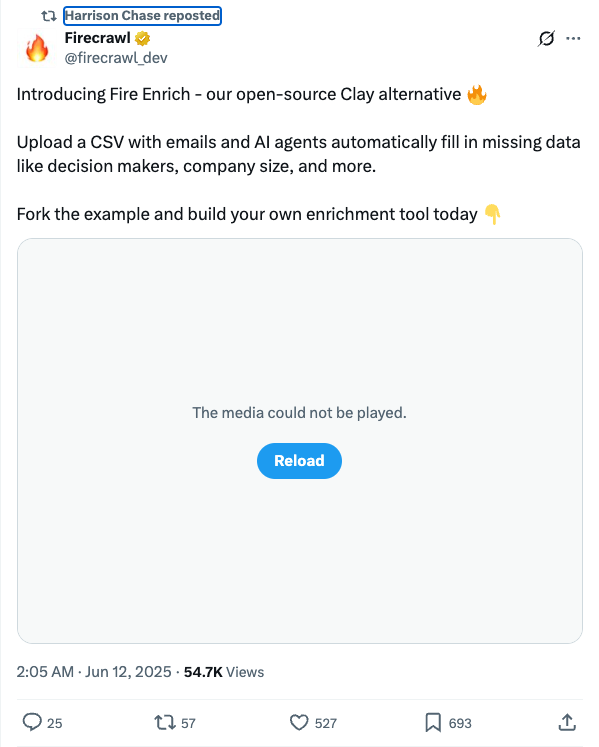 Harrison Chase reposted
Firecrawl
@firecrawl_dev
Introducing Fire Enrich - our open-source Clay alternative 🔥
Upload a CSV with emails and AI agents automatically fill in missing data
like decision makers, company size, and more.
Fork the example and build your own enrichment tool today 👇
The media could not be played.
Reload
2:05 AM · Jun 12, 2025 · 54.7K Views
25 57 527 693